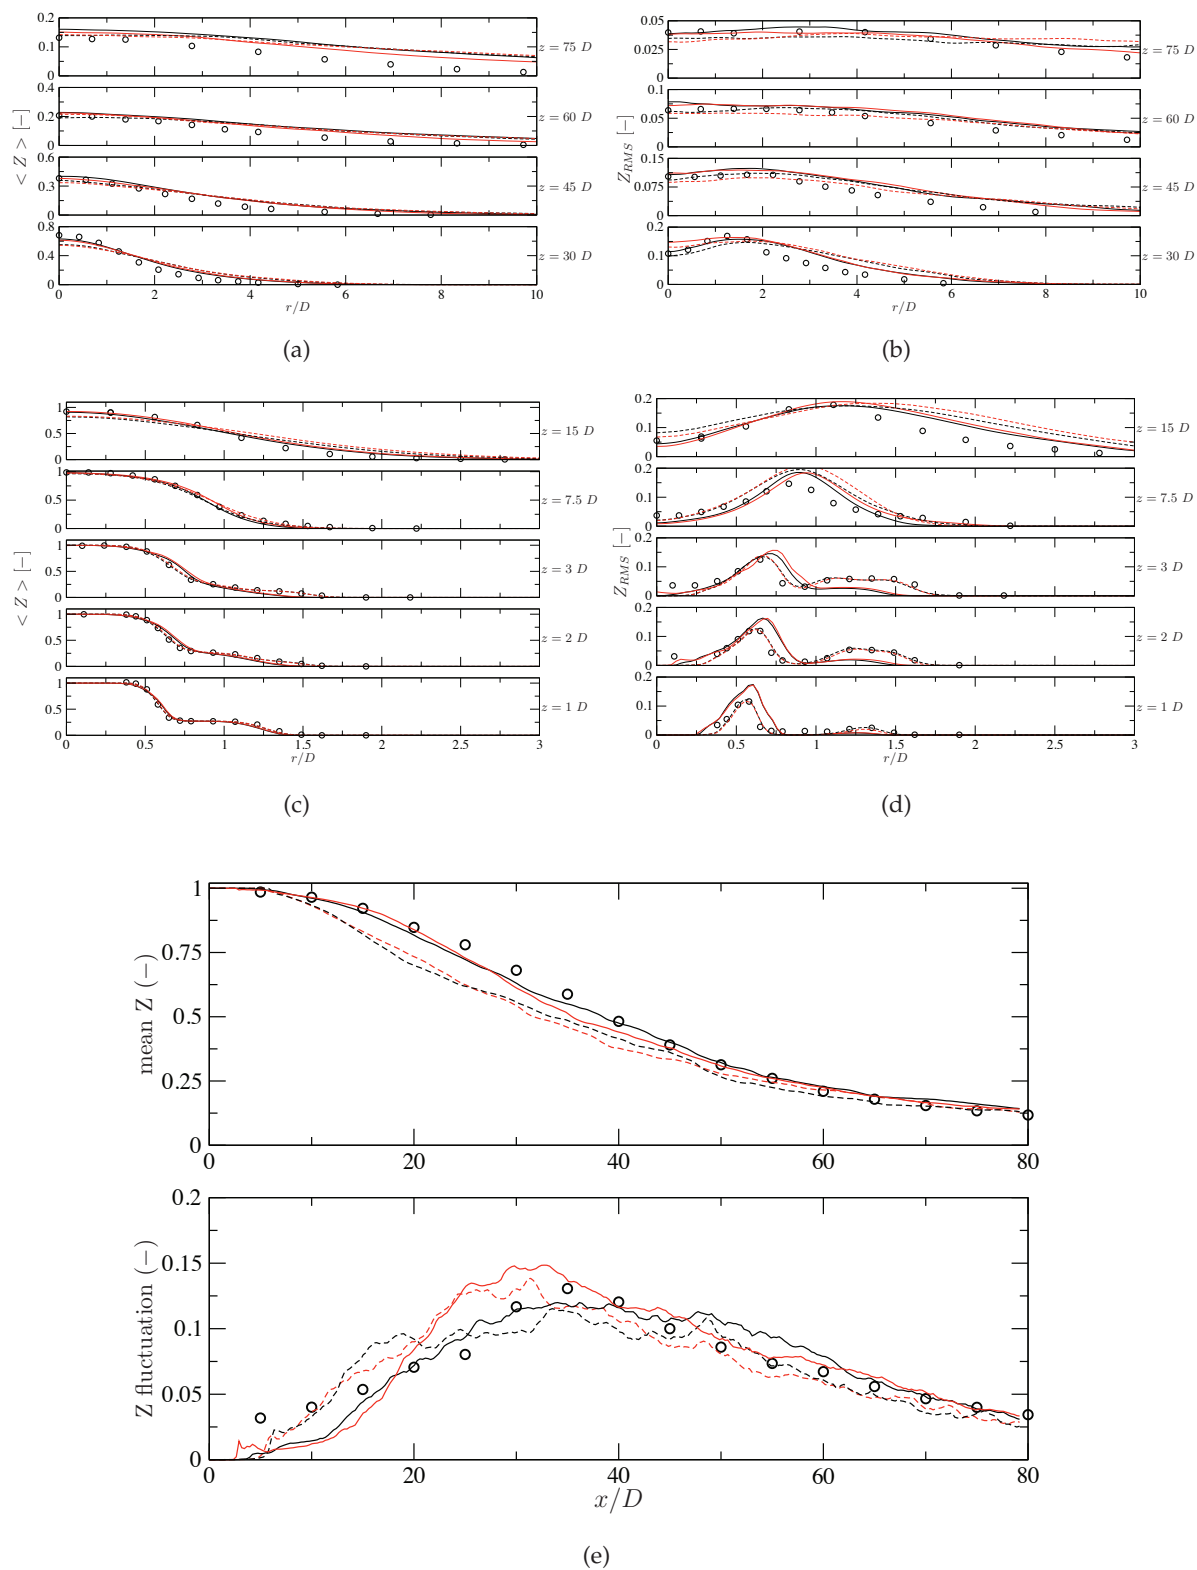 0.2
0.1
0
z = 75 D
0.4
0.2
0
z = 60 D
0.6
0.3
0
z = 45 D
0.8
0.4
0
z = 30 D
0 2 4 6 8 10
r/D
< Z > [−]
(a)
0.05
0.025
0
z = 75 D
0.1
0.05
0
z = 60 D
0.15
0.075
0
z = 45 D
0.2
0.1
0
z = 30 D
0 2 4 6 8 10
r/D
Z_RMS [−]
(b)
1
0.5
0
z = 15 D
1
0.5
0
z = 7.5 D
1
0.5
0
z = 3 D
1
0.5
0
z = 2 D
1
0.5
0
z = 1 D
0 0.5 1 1.5 2 2.5 3
r/D
< Z > [−]
(c)
0.2
0.1
0
z = 15 D
0.2
0.1
0
z = 7.5 D
0.2
0.1
0
z = 3 D
0.2
0.1
0
z = 2 D
0.2
0.1
0
z = 1 D
0 0.5 1 1.5 2 2.5 3
r/D
Z_RMS [−]
(d)
1
0.75
0.5
0.25
0
mean Z (−)
0 20 40 60 80
0.2
0.15
0.1
0.05
0
Z fluctuation (−)
0 20 40 60 80
x/D
(e)